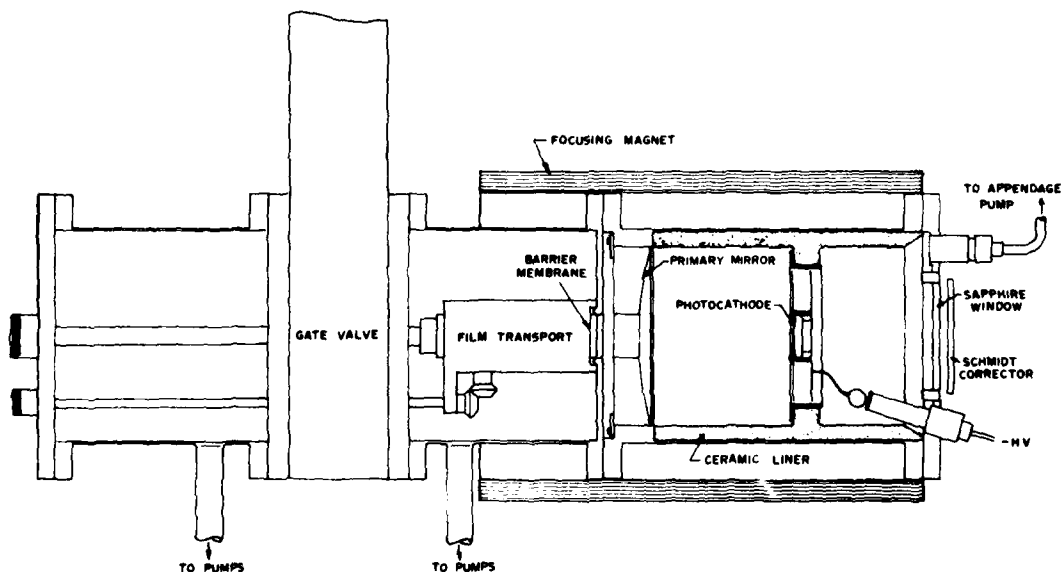 FOCUSING MAGNET
TO APPENDAGE
PUMP
BARRIER
MEMBRANE
PRIMARY MIRROR
PHOTOCATHODE
SAPPHIRE
WINDOW
GATE VALVE
FILM TRANSPORT
SCHMIDT
CORRECTOR
-HV
CERAMIC LINER
TO PUMPS
TO PUMPS